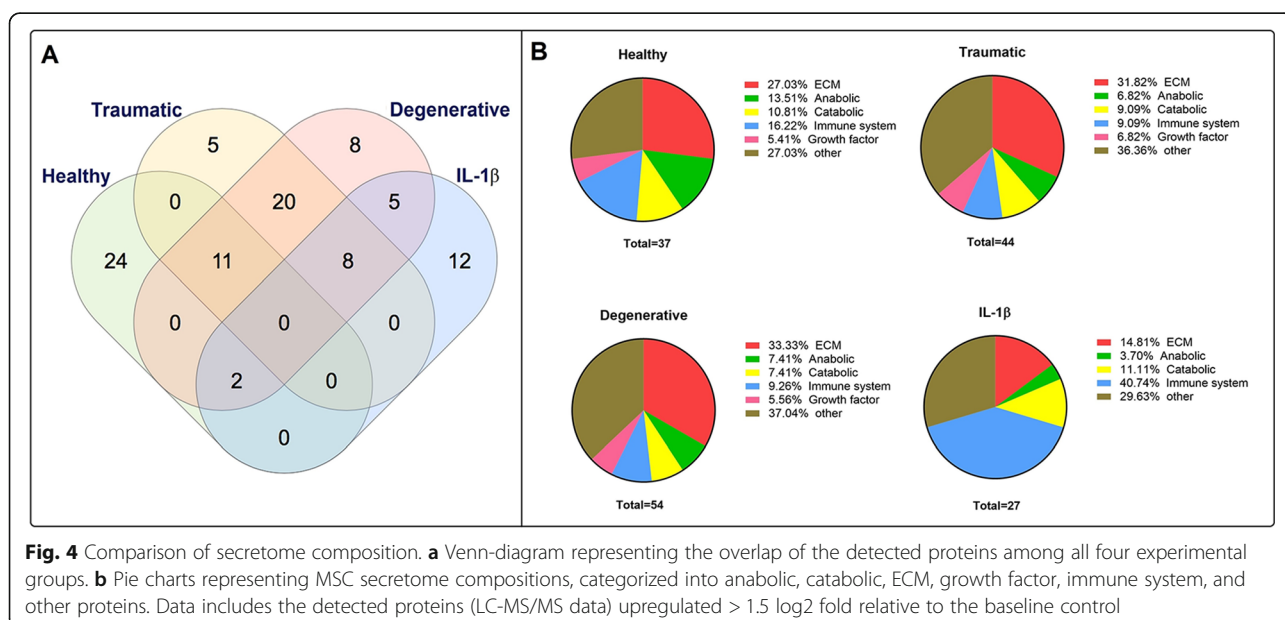 A
Traumatic
Degenerative
Healthy
IL-1β
5
8
0
20
5
24
11
8
12
0
0
0
2
0
0
B
Healthy
27.03% ECM
13.51% Anabolic
10.81% Catabolic
16.22% Immune system
5.41% Growth factor
27.03% other
Total=37
Traumatic
31.82% ECM
6.82% Anabolic
9.09% Catabolic
9.09% Immune system
6.82% Growth factor
36.36% other
Total=44
Degenerative
33.33% ECM
7.41% Anabolic
7.41% Catabolic
9.26% Immune system
5.56% Growth factor
37.04% other
Total=54
IL-1β
14.81% ECM
3.70% Anabolic
11.11% Catabolic
40.74% Immune system
29.63% other
Total=27
Fig. 4 Comparison of secretome composition. a Venn-diagram representing the overlap of the detected proteins among all four experimental
groups. b Pie charts representing MSC secretome compositions, categorized into anabolic, catabolic, ECM, growth factor, immune system, and
other proteins. Data includes the detected proteins (LC-MS/MS data) upregulated > 1.5 log2 fold relative to the baseline control